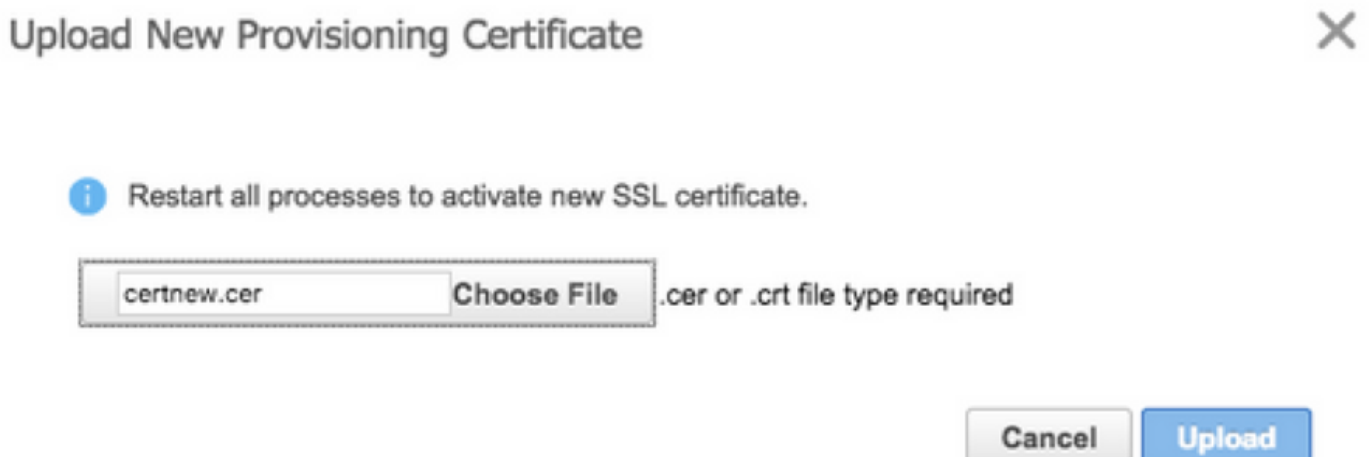 Upload New Provisioning Certificate
Restart all processes to activate new SSL certificate.
certnew.cer Choose File .cer or .crt file type required
Cancel Upload